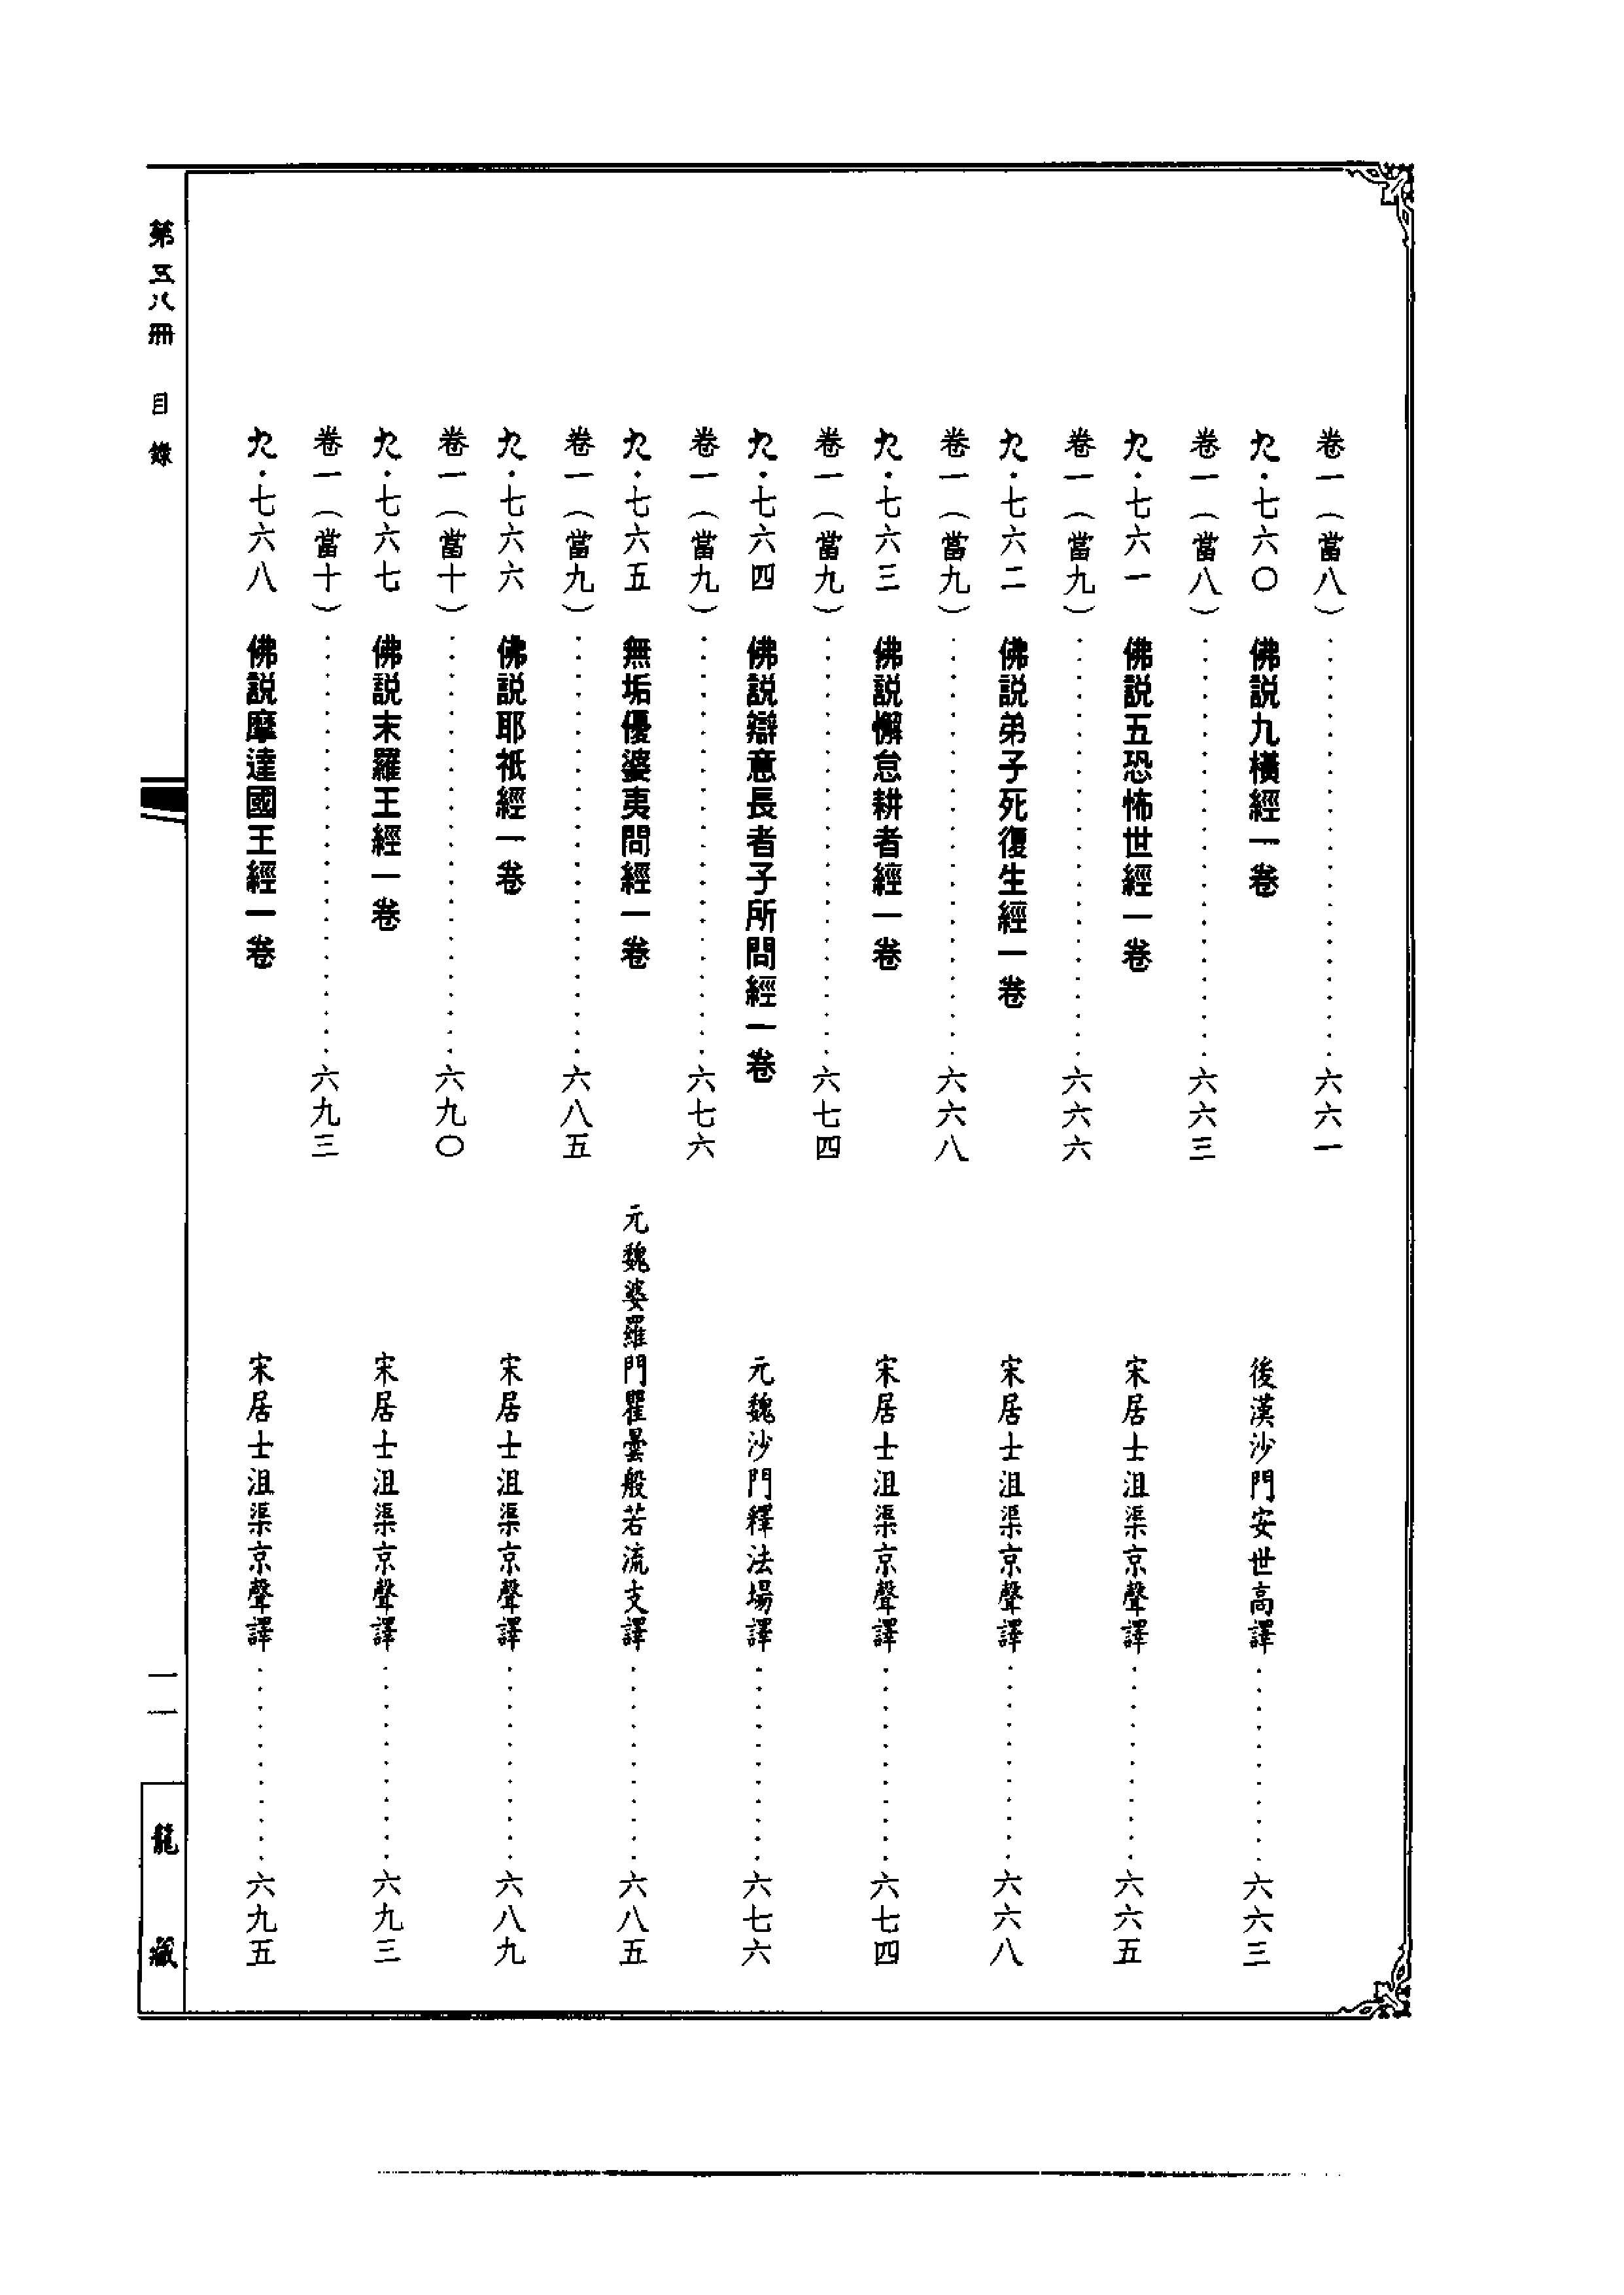 卷一（當八）……………………六六一
九·七六〇　佛説九橫經一卷　後漢沙門安世高譯…………六六三
卷一（當八）……………………六六三
九·七六一　佛説五恐怖世經一卷　宋居士沮渠京聲譯…………六六五
卷一（當九）……………………六六六
九·七六二　佛説弟子死復生經一卷　宋居士沮渠京聲譯…………六六八
卷一（當九）……………………六六八
九·七六三　佛説懈怠耕者經一卷　宋居士沮渠京聲譯…………六七四
卷一（當九）……………………六七四
九·七六四　佛説辯意長者子所問經一卷　元魏沙門釋法場譯…………六七六
卷一（當九）……………………六七六
九·七六五　無垢優婆夷問經一卷　元魏婆羅門瞿曇般若流支譯…………六八五
卷一（當九）……………………六八五
九·七六六　佛説耶祇經一卷　宋居士沮渠京聲譯…………六八九
卷一（當十）……………………六九〇
九·七六七　佛説末羅王經一卷　宋居士沮渠京聲譯…………六九三
卷一（當十）……………………六九三
九·七六八　佛説摩達國王經一卷　宋居士沮渠京聲譯…………六九五
第五八冊　目錄　一一　龍藏